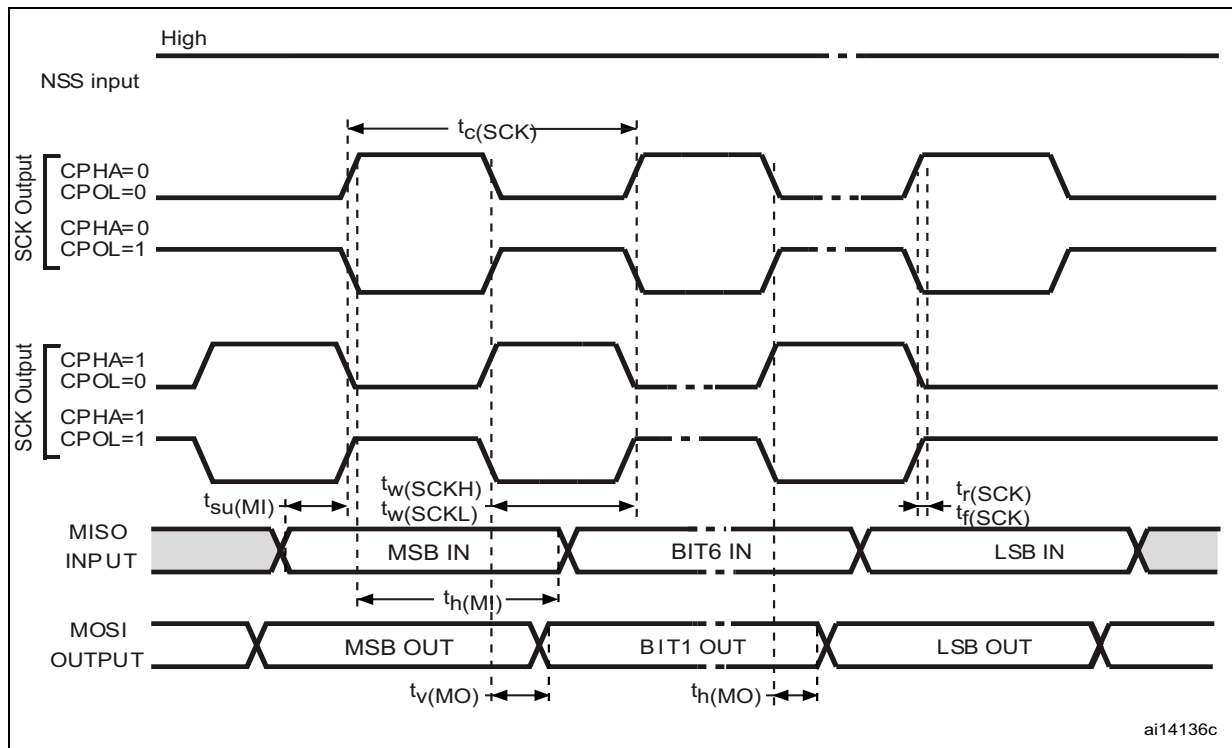 High
NSS input
tc(SCK)
SCK Output
CPHA=0
CPOL=0
CPHA=0
CPOL=1
SCK Output
CPHA=1
CPOL=0
CPHA=1
CPOL=1
tsu(MI)
tw(SCKH)
tw(SCKL)
tr(SCK)
tf(SCK)
MISO
INPUT
MSB IN
BIT6 IN
LSB IN
th(MI)
MOSI
OUTPUT
MSB OUT
BIT1 OUT
LSB OUT
tv(MO)
th(MO)
ai14136c